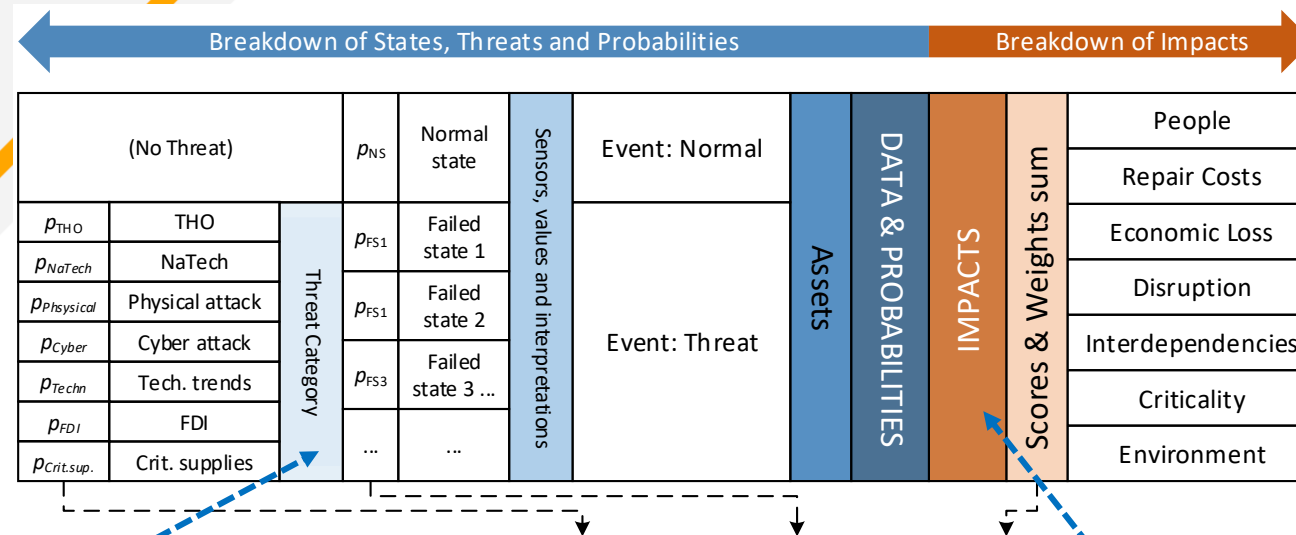 Breakdown of States, Threats and Probabilities
Breakdown of Impacts
(No Threat)
pNS
Normal
state
Sensors, values and interpretations
Event: Normal
Assets
DATA & PROBABILITIES
IMPACTS
Scores & Weights sum
People
Repair Costs
Economic Loss
Disruption
Interdependencies
Criticality
Environment
pTHO
THO
pNaTech
NaTech
pPhsysical
Physical attack
pCyber
Cyber attack
pTechn
Tech. trends
pFDI
FDI
pCrit.sup.
Crit. supplies
Threat Category
pFS1
Failed
state 1
pFS1
Failed
state 2
pFS3
Failed
state 3 ...
...
...
Event: Threat